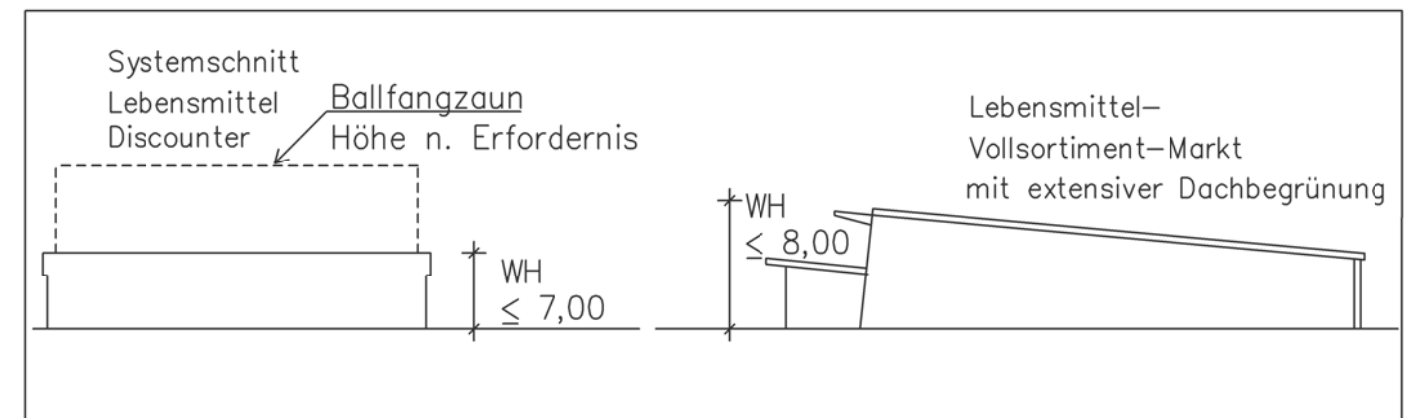 Systemschnitt
Lebensmittel
Discounter
Ballfangzaun
Höhe n. Erfordernis
WH
≤ 7,00
WH
≤ 8,00
Lebensmittel–
Vollsortiment–Markt
mit extensiver Dachbegrünung